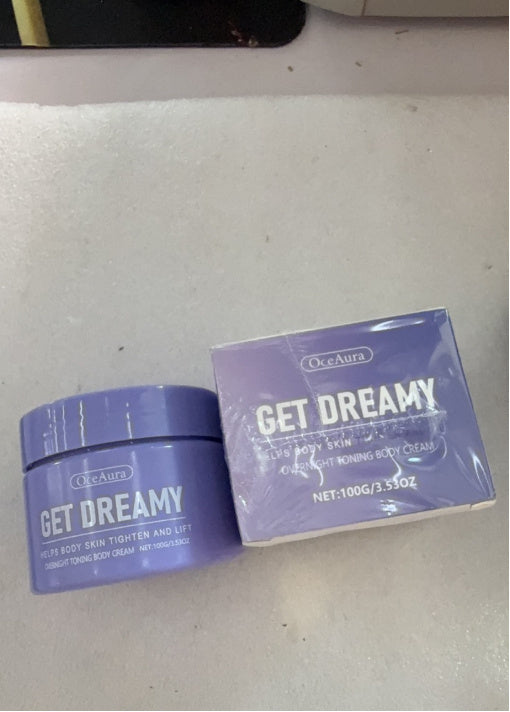 OceAura
GET DREAMY
HELPS BODY SKIN TIGHTEN AND LIFT
OVERNIGHT TONING BODY CREAM NET:100G/3.53OZ
OceAura
GET DREAMY
HELPS BODY SKIN
OVERNIGHT TONING BODY CREAM
NET:100G/3.53OZ